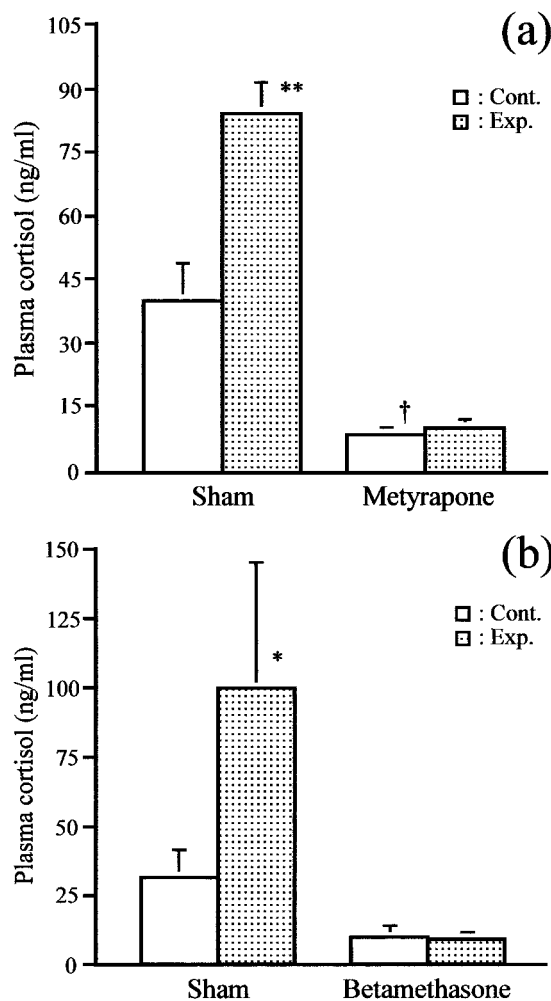 (a)
105
90
75
60
45
30
15
0
Plasma cortisol (ng/ml)
**
: Cont.
: Exp.
†
Sham
Metyrapone
(b)
150
125
100
75
50
25
0
Plasma cortisol (ng/ml)
*
: Cont.
: Exp.
Sham
Betamethasone